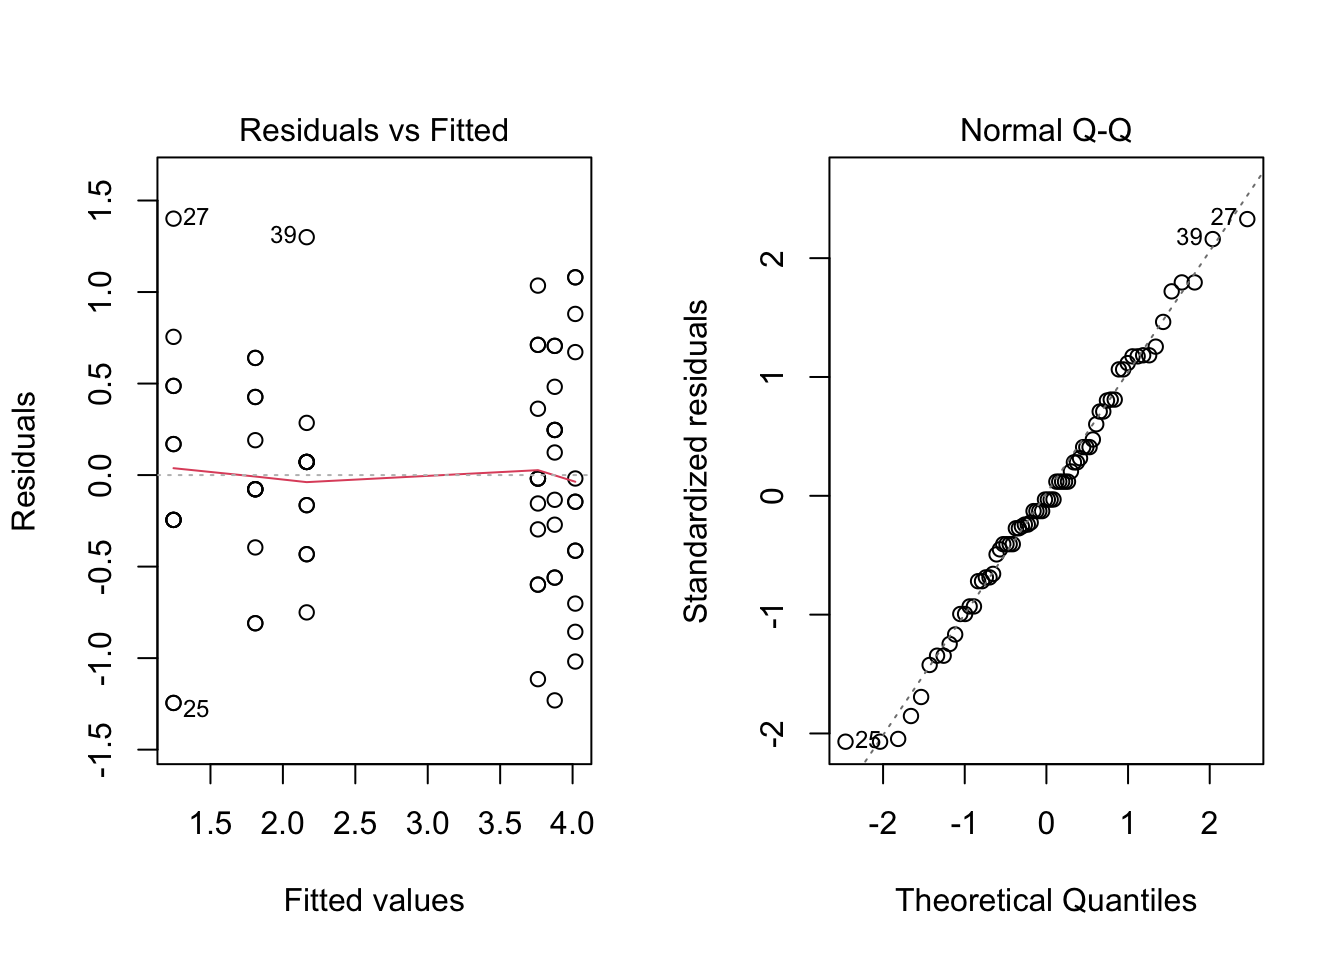 Residuals vs Fitted
Residuals
1.5
1.0
0.5
0.0
-0.5
-1.0
-1.5
27
39
25
1.5 2.0 2.5 3.0 3.5 4.0
Fitted values
Normal Q-Q
Standardized residuals
2
1
0
-1
-2
27
39
25
-2 -1 0 1 2
Theoretical Quantiles